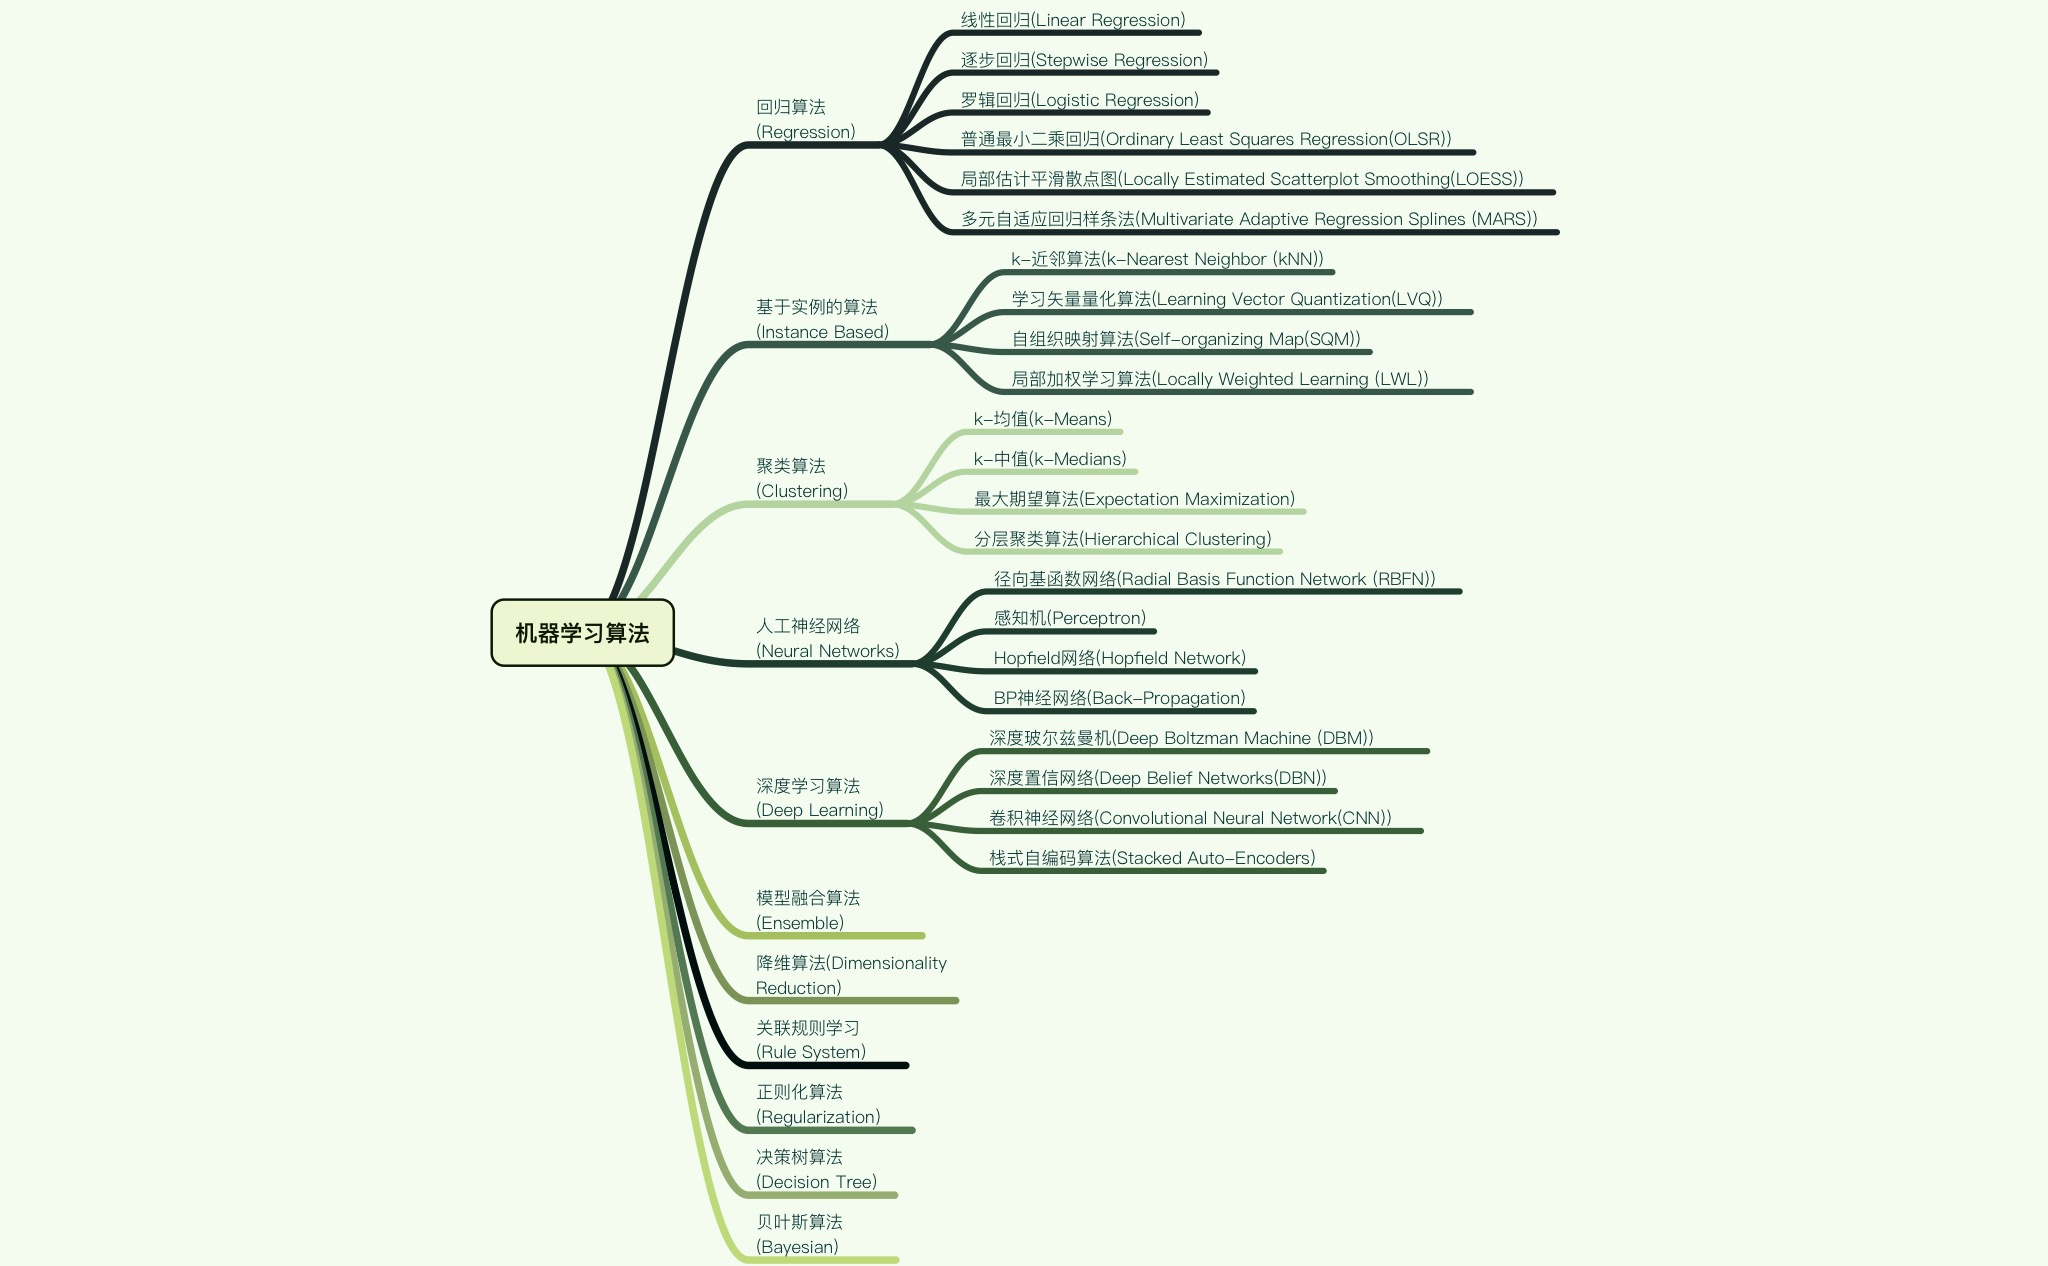 线性回归(Linear Regression)
逐步回归(Stepwise Regression)
罗辑回归(Logistic Regression)
普通最小二乘回归(Ordinary Least Squares Regression(OLSR))
局部估计平滑散点图(Locally Estimated Scatterplot Smoothing(LOESS))
多元自适应回归样条法(Multivariate Adaptive Regression Splines (MARS))
回归算法
(Regression)
k-近邻算法(k-Nearest Neighbor (kNN))
学习矢量量化算法(Learning Vector Quantization(LVQ))
自组织映射算法(Self-organizing Map(SQM))
局部加权学习算法(Locally Weighted Learning (LWL))
基于实例的算法
(Instance Based)
k-均值(k-Means)
k-中值(k-Medians)
最大期望算法(Expectation Maximization)
分层聚类算法(Hierarchical Clustering)
聚类算法
(Clustering)
机器学习算法
径向基函数网络(Radial Basis Function Network (RBFN))
感知机(Perceptron)
Hopfield网络(Hopfield Network)
BP神经网络(Back-Propagation)
人工神经网络
(Neural Networks)
深度玻尔兹曼机(Deep Boltzman Machine (DBM))
深度置信网络(Deep Belief Networks(DBN))
卷积神经网络(Convolutional Neural Network(CNN))
栈式自编码算法(Stacked Auto-Encoders)
深度学习算法
(Deep Learning)
模型融合算法
(Ensemble)
降维算法(Dimensionality
Reduction)
关联规则学习
(Rule System)
正则化算法
(Regularization)
决策树算法
(Decision Tree)
贝叶斯算法
(Bayesian)